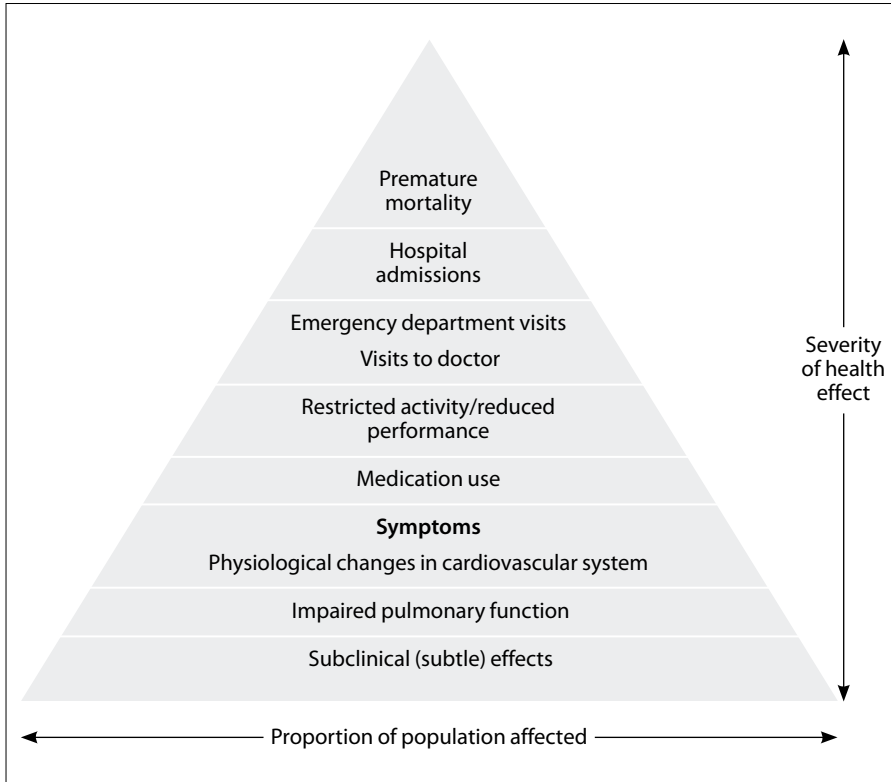 Premature
mortality
Hospital
admissions
Emergency department visits
Visits to doctor
Restricted activity/reduced
performance
Medication use
Symptoms
Physiological changes in cardiovascular system
Impaired pulmonary function
Subclinical (subtle) effects
Severity
of health
effect
Proportion of population affected